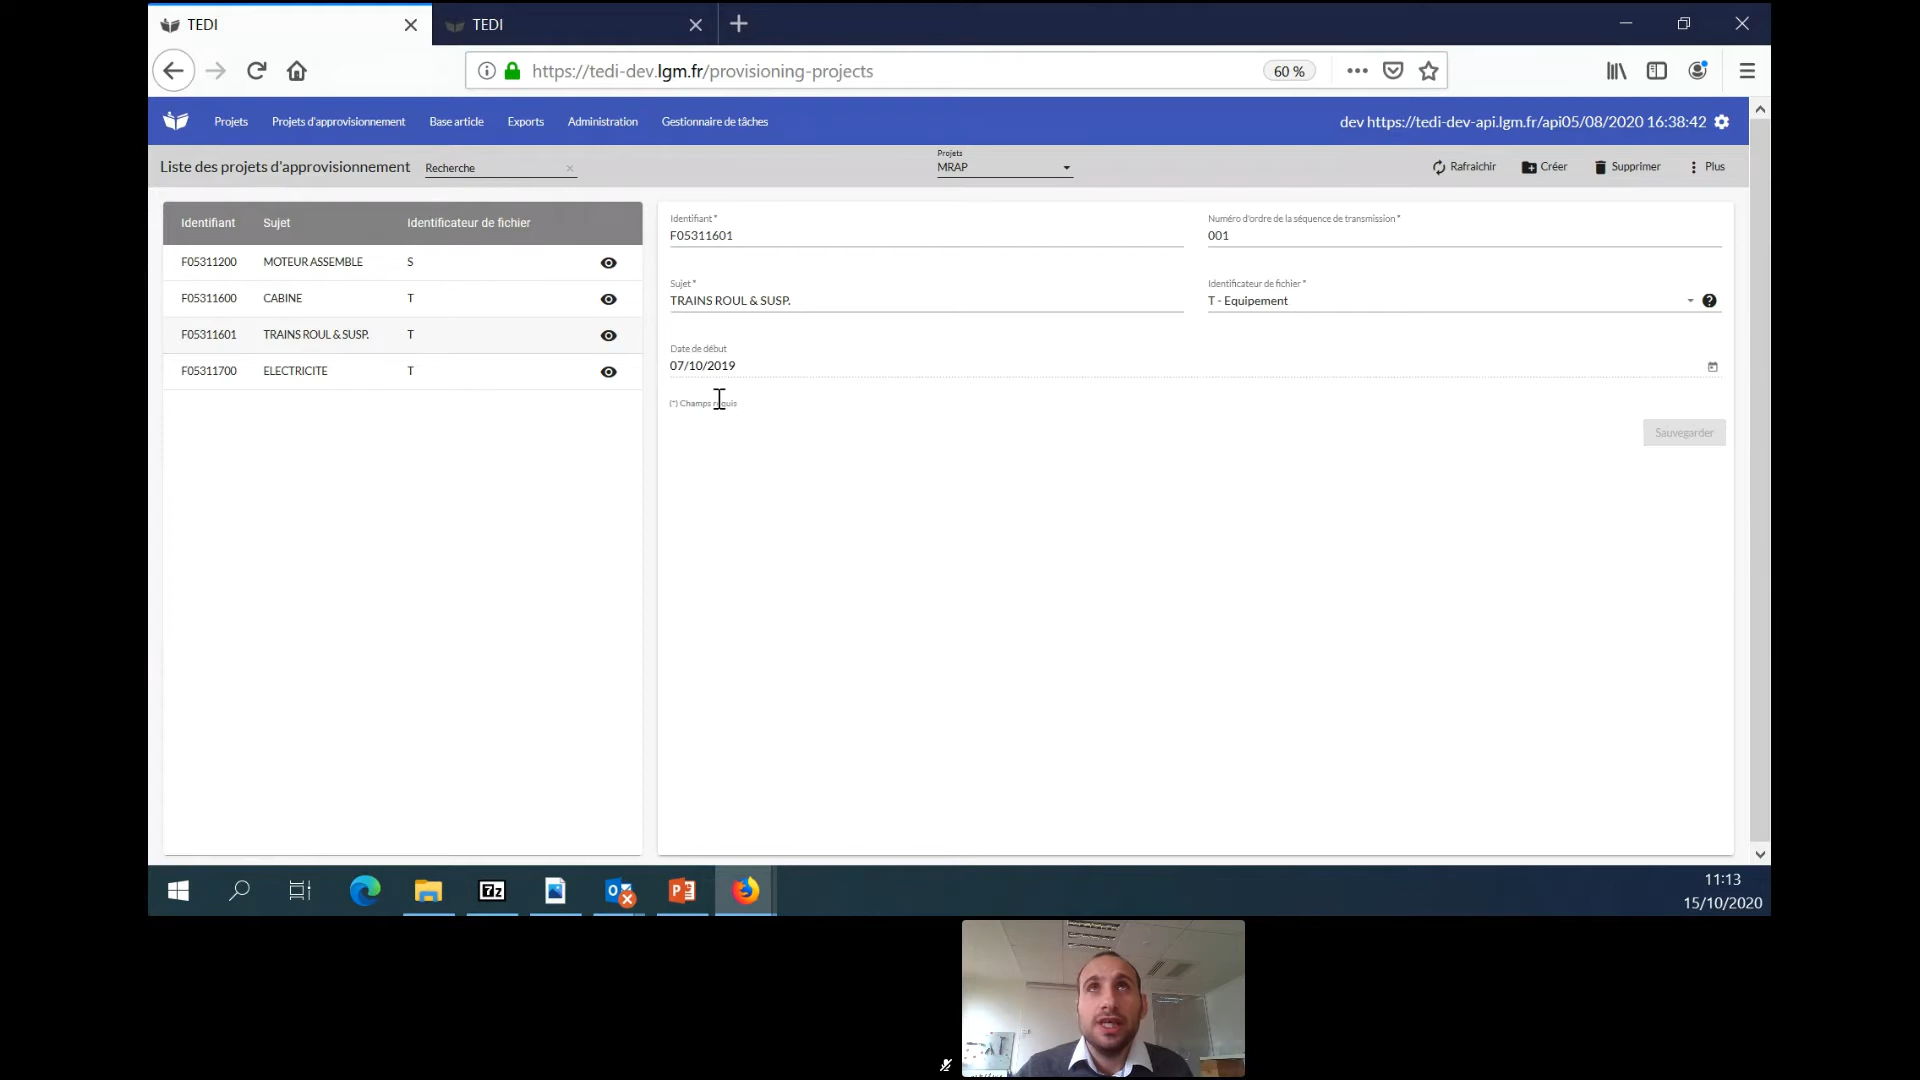 TEDI
TEDI
https://tedi-dev.lgm.fr/provisioning-projects
60 %
Projets Projets d'approvisionnement Base article Exports Administration Gestionnaire de tâches
dev https://tedi-dev-api.lgm.fr/api05/08/2020 16:38:42
Liste des projets d'approvisionnement Recherche
Projets
MRAP
Rafraichir Créer Supprimer Plus
Identifiant Sujet Identificateur de fichier
F05311200 MOTEUR ASSEMBLE S
F05311600 CABINE T
F05311601 TRAINS ROUL & SUSP. T
F05311700 ELECTRICITE T
Identifiant *
F05311601
Numéro d'ordre de la séquence de transmission *
001
Sujet *
TRAINS ROUL & SUSP.
Identificateur de fichier *
T - Equipement
Date de début
07/10/2019
(*) Champs requis
Sauvegarder
7z
11:13
15/10/2020